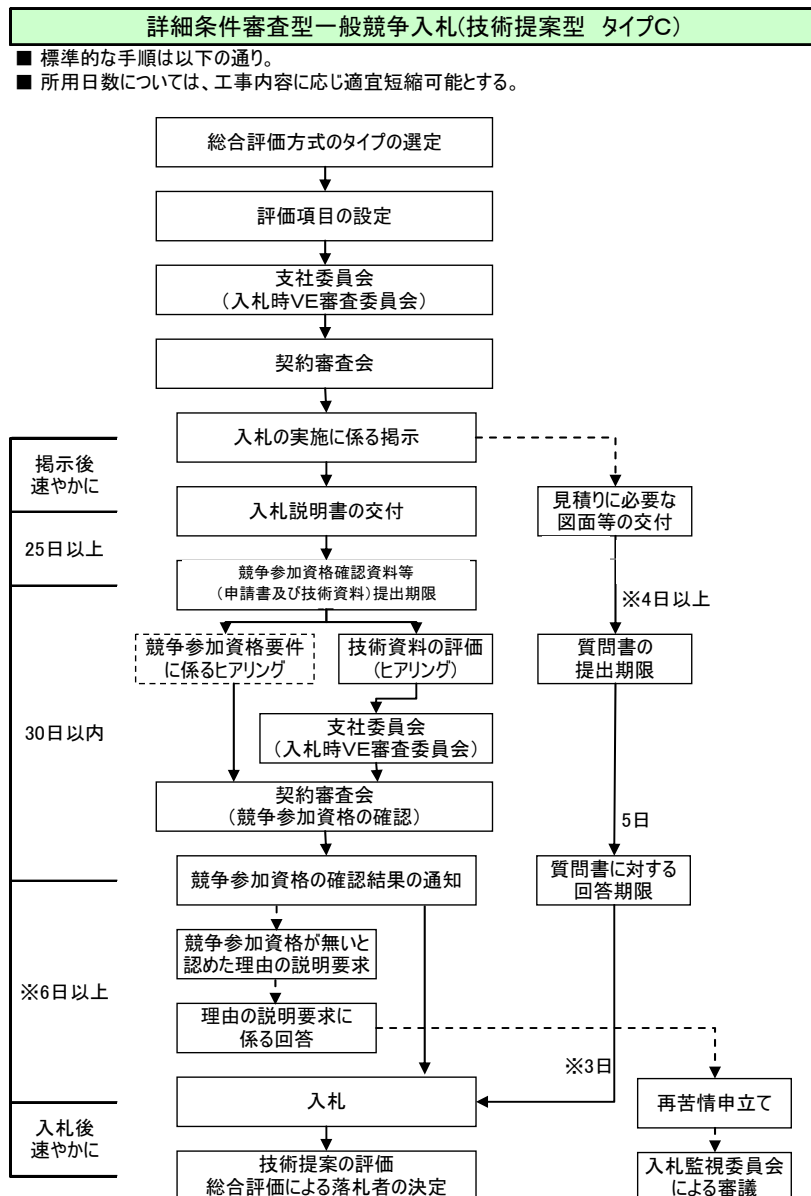 詳細条件審査型一般競争入札(技術提案型 タイプC)
■ 標準的な手順は以下の通り。
■ 所用日数については、工事内容に応じ適宜短縮可能とする。
総合評価方式のタイプの選定
評価項目の設定
支社委員会
(入札時VE審査委員会)
契約審査会
入札の実施に係る掲示
掲示後
速やかに
入札説明書の交付
見積りに必要な
図面等の交付
25日以上
競争参加資格確認資料等
(申請書及び技術資料)提出期限
※4日以上
競争参加資格要件
に係るヒアリング
技術資料の評価
(ヒアリング)
質問書の
提出期限
30日以内
支社委員会
(入札時VE審査委員会)
契約審査会
(競争参加資格の確認)
5日
競争参加資格の確認結果の通知
質問書に対する
回答期限
競争参加資格が無いと
認めた理由の説明要求
※6日以上
理由の説明要求に
係る回答
※3日
入札
再苦情申立て
入札後
速やかに
技術提案の評価
総合評価による落札者の決定
入札監視委員会
による審議